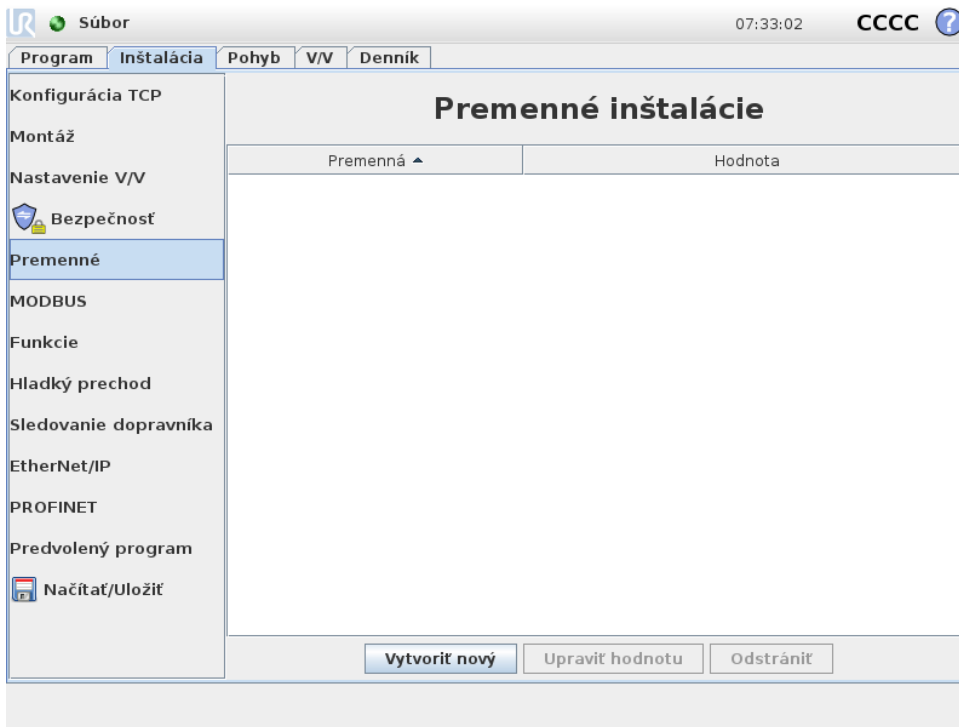 UR Súbor 07:33:02 CCCC ?
Program Inštalácia Pohyb V/V Denník
Konfigurácia TCP
Montáž
Nastavenie V/V
Bezpečnosť
Premenné
MODBUS
Funkcie
Hladký prechod
Sledovanie dopravníka
EtherNet/IP
PROFINET
Predvolený program
Načítať/Uložiť
Premenné inštalácie
Premenná Hodnota
Vytvoriť nový Upraviť hodnotu Odstrániť